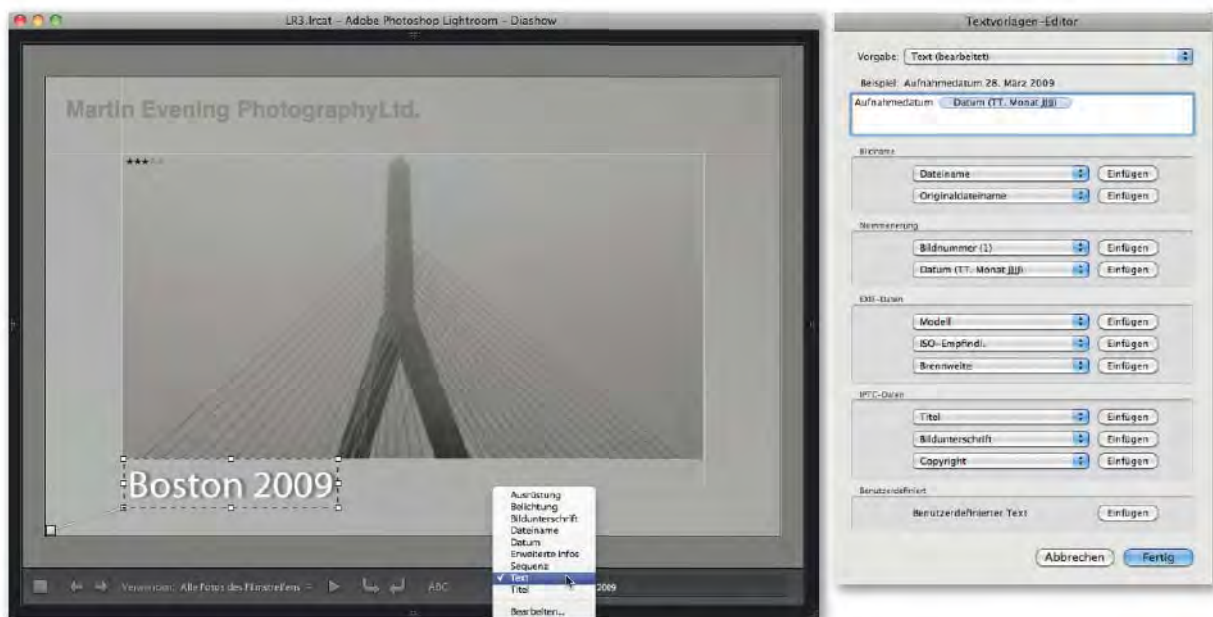 LR3.lrcat – Adobe Photoshop Lightroom – Diashow
Martin Evening PhotographyLtd.
★★★
Boston 2009
Ausrüstung
Belichtung
Bildunterschrift
Dateiname
Datum
Erweiterte Infos
Sequenz
✓ Text
Titel
Bearbeiten...
Verwenden: Alle Fotos des Filmstreifens
ABC
2009
Textvorlagen-Editor
Vorgabe: Text (bearbeitet)
Beispiel: Aufnahmedatum 28. März 2009
Aufnahmedatum Datum (TT. Monat JJJJ)
Bildname
Dateiname Einfügen
Originaldateiname Einfügen
Nummerierung
Bildnummer (1) Einfügen
Datum (TT. Monat JJJJ) Einfügen
EXIF-Daten
Modell Einfügen
ISO-Empfindl. Einfügen
Brennweite Einfügen
IPTC-Daten
Titel Einfügen
Bildunterschrift Einfügen
Copyright Einfügen
Benutzerdefiniert
Benutzerdefinierter Text Einfügen
Abbrechen Fertig